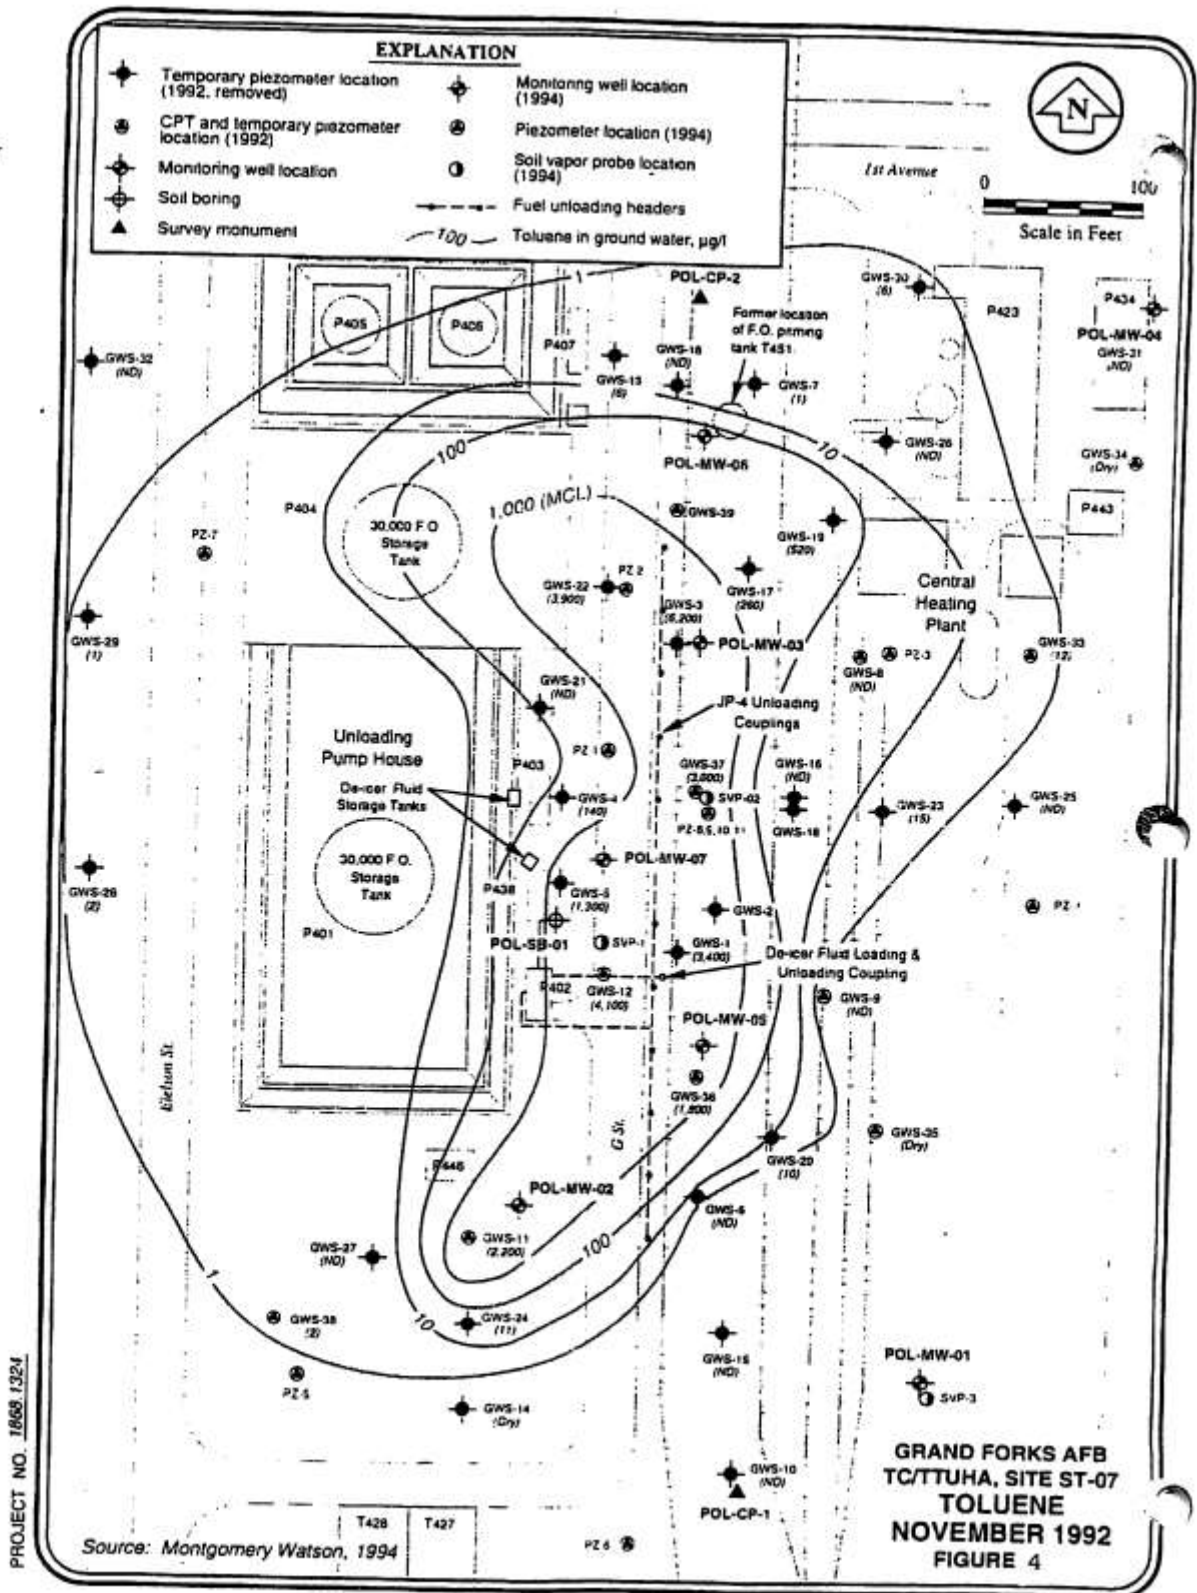 EXPLANATION
Temporary piezometer location
(1992, removed)
CPT and temporary piezometer
location (1992)
Monitoring well location
Soil boring
Survey monument
Monitoring well location
(1994)
Piezometer location (1994)
Soil vapor probe location
(1994)
Fuel unloading headers
100
Toluene in ground water, µg/l
N
1st Avenue
0
100
Scale in Feet
1
POL-CP-2
GWS-30
(6)
P423
P434
POL-MW-04
GWS-31
(ND)
P405
P406
P407
Former location
of F.O. priming
tank T451
GWS-32
(ND)
GWS-13
(6)
GWS-18
(ND)
GWS-7
(1)
10
GWS-26
(ND)
GWS-34
(Dry)
POL-MW-06
100
1,000 (MCL)
P404
30,000 F O
Storage
Tank
GWS-39
P443
PZ-7
GWS-19
(520)
PZ 2
GWS-22
(3,900)
GWS-17
(260)
Central
Heating
Plant
GWS-3
(6,200)
POL-MW-03
GWS-29
(1)
GWS-8
(ND)
PZ-3
GWS-33
(12)
GWS-21
(ND)
JP-4 Unloading
Couplings
Unloading
Pump House
PZ 1
P403
De-icer Fluid
Storage Tanks
GWS-37
(3,000)
GWS-16
(ND)
SVP-02
GWS-4
(140)
GWS-18
GWS-23
(15)
GWS-25
(ND)
POL-MW-07
30,000 F O.
Storage
Tank
P438
GWS-28
(2)
GWS-5
(1,300)
GWS-2
P401
POL-SB-01
SVP-1
GWS-1
(3,400)
De-icer Fluid Loading &
Unloading Coupling
P402
GWS-12
(4,100)
GWS-9
(ND)
POL-MW-05
Eielson St.
GWS-36
(1,800)
G St.
GWS-35
(Dry)
GWS-20
(10)
P446
POL-MW-02
GWS-6
(ND)
GWS-11
(2,200)
GWS-27
(ND)
100
1
10
GWS-38
(2)
GWS-24
(11)
GWS-15
(ND)
POL-MW-01
PZ-5
SVP-3
GWS-14
(Dry)
GWS-10
(ND)
POL-CP-1
T428
T427
PZ 6
Source: Montgomery Watson, 1994
GRAND FORKS AFB
TC/TTUHA, SITE ST-07
TOLUENE
NOVEMBER 1992
FIGURE 4
PROJECT NO. 1868.1324